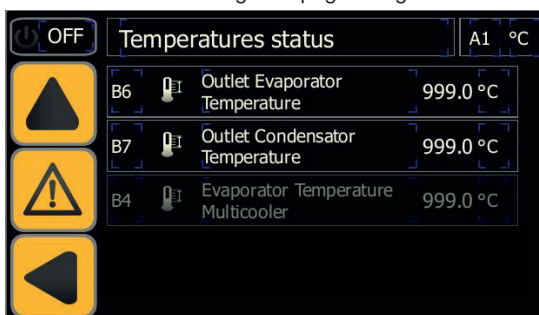 OFF
Temperatures status
A1 °C
B6
Outlet Evaporator
Temperature
999.0 °C
B7
Outlet Condensator
Temperature
999.0 °C
B4
Evaporator Temperature
Multicooler
999.0 °C